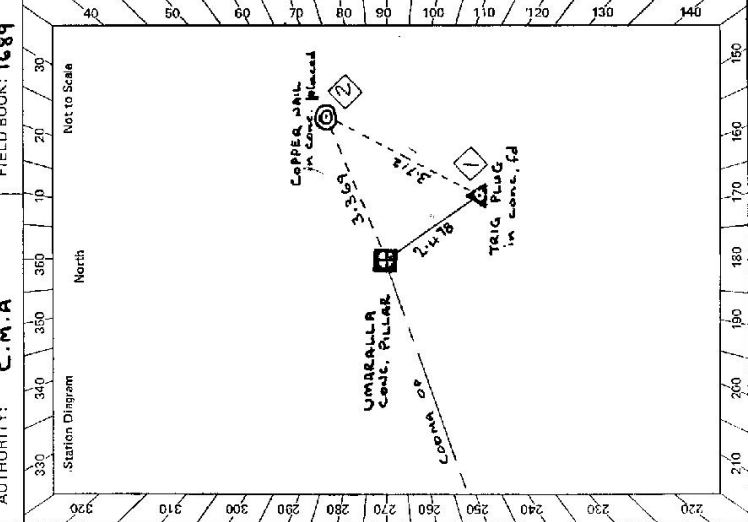 AUTHORITY: C.M.A
FIELD BOOK: 1689
330 340 350 360 10 20 30
Station Diagram
North
Not to Scale
40 50 60 70 80 90 100 110 120 130 140
150 160 170 180 190 200 210
320 310 300 290 280 270 260 250 240 230 220
COPPER NAIL
in conc. placed
2
3.369
3.712
1
TRIG PLUG
in conc. fd
2.478
UMARALLA
CONC. PILLAR
COOMA OP